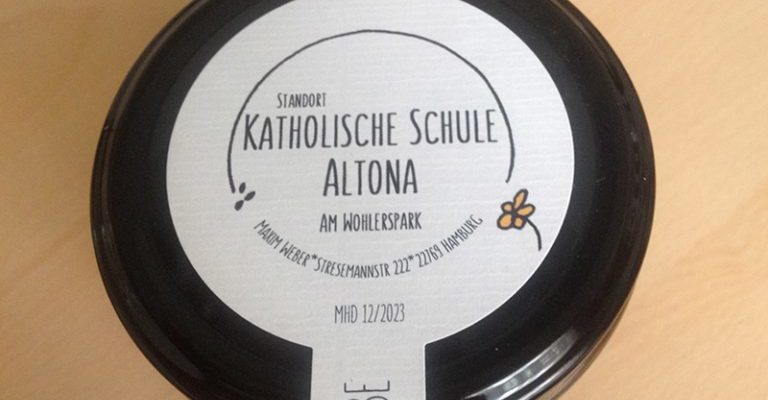 STANDORT
KATHOLISCHE SCHULE
ALTONA
AM WOHLERSPARK
MAXIM WEBER*STRESEMANNSTR 222*22769 HAMBURG
MHD 12/2023